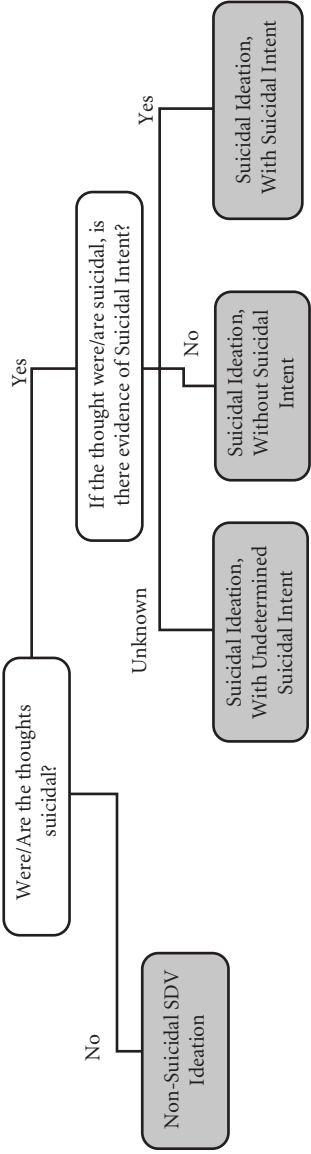 Were/Are the thoughts
suicidal?
No
Yes
Non-Suicidal SDV
Ideation
If the thought were/are suicidal, is
there evidence of Suicidal Intent?
Unknown
No
Yes
Suicidal Ideation,
With Undetermined
Suicidal Intent
Suicidal Ideation,
Without Suicidal
Intent
Suicidal Ideation,
With Suicidal Intent